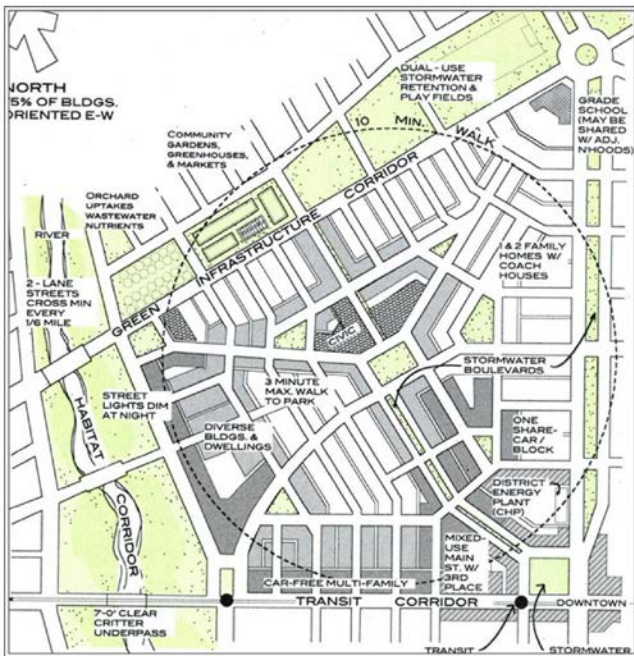 NORTH
5% OF BLDGS.
ORIENTED E-W
DUAL - USE
STORMWATER
RETENTION &
PLAY FIELDS
GRADE
SCHOOL
(MAY BE
SHARED
W/ ADJ.
N'HOODS)
10 MIN. WALK
COMMUNITY
GARDENS,
GREENHOUSES,
& MARKETS
ORCHARD
UPTAKES
WASTEWATER
NUTRIENTS
RIVER
2 - LANE
STREETS
CROSS MIN
EVERY
1/6 MILE
GREEN INFRASTRUCTURE CORRIDOR
1 & 2 FAMILY
HOMES W/
COACH
HOUSES
CIVIC
STORMWATER
BOULEVARDS
STREET
LIGHTS DIM
AT NIGHT
3 MINUTE
MAX. WALK
TO PARK
HABITAT
CORRIDOR
DIVERSE
BLDGS. &
DWELLINGS
ONE
SHARE-
CAR /
BLOCK
DISTRICT
ENERGY
PLANT
(CHP)
MIXED-
USE MAIN
ST. W/
3RD
PLACE
CAR-FREE MULTI-FAMILY
TRANSIT CORRIDOR
DOWNTOWN
7'-0" CLEAR
CRITTER
UNDERPASS
TRANSIT
STORMWATER